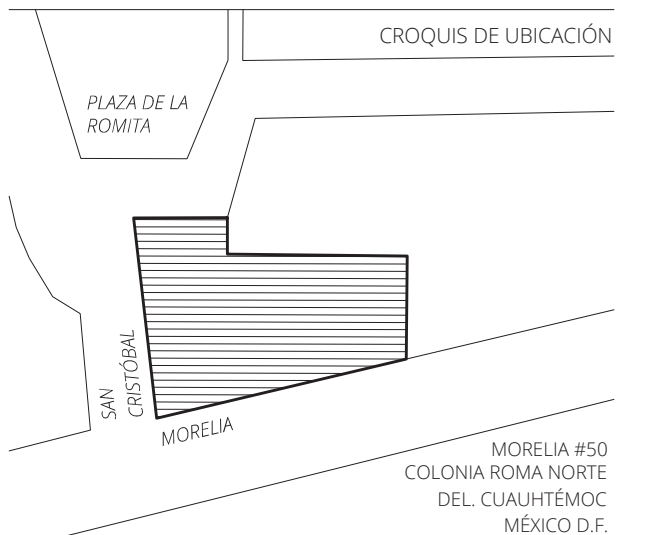 CROQUIS DE UBICACIÓN
PLAZA DE LA
ROMITA
SAN
CRISTÓBAL
MORELIA
MORELIA #50
COLONIA ROMA NORTE
DEL. CUAUHTÉMOC
MÉXICO D.F.